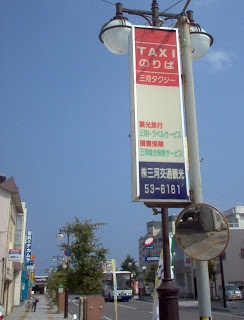 TAXI
のりば
三河タクシー
観光旅行
三河トラベルサービス
損害保険
三河総合保険サービス
㈱三河交通観光
53-6161